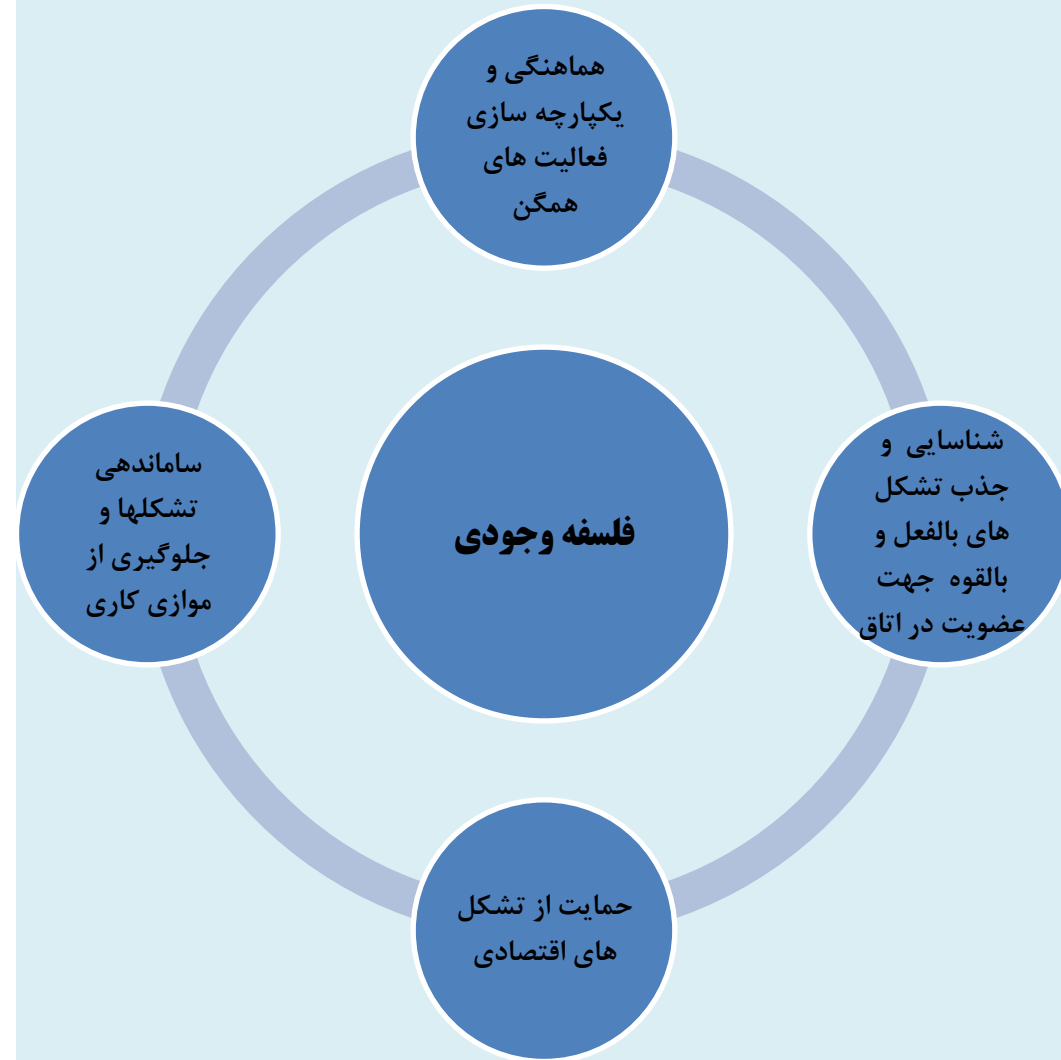 هماهنگی و
یکپارچه سازی
فعالیت های
همگن
شناسایی و
جذب تشکل
های بالفعل و
بالقوه جهت
عضویت در اتاق
فلسفه وجودی
ساماندهی
تشکلها و
جلوگیری از
موازی کاری
حمایت از تشکل
های اقتصادی